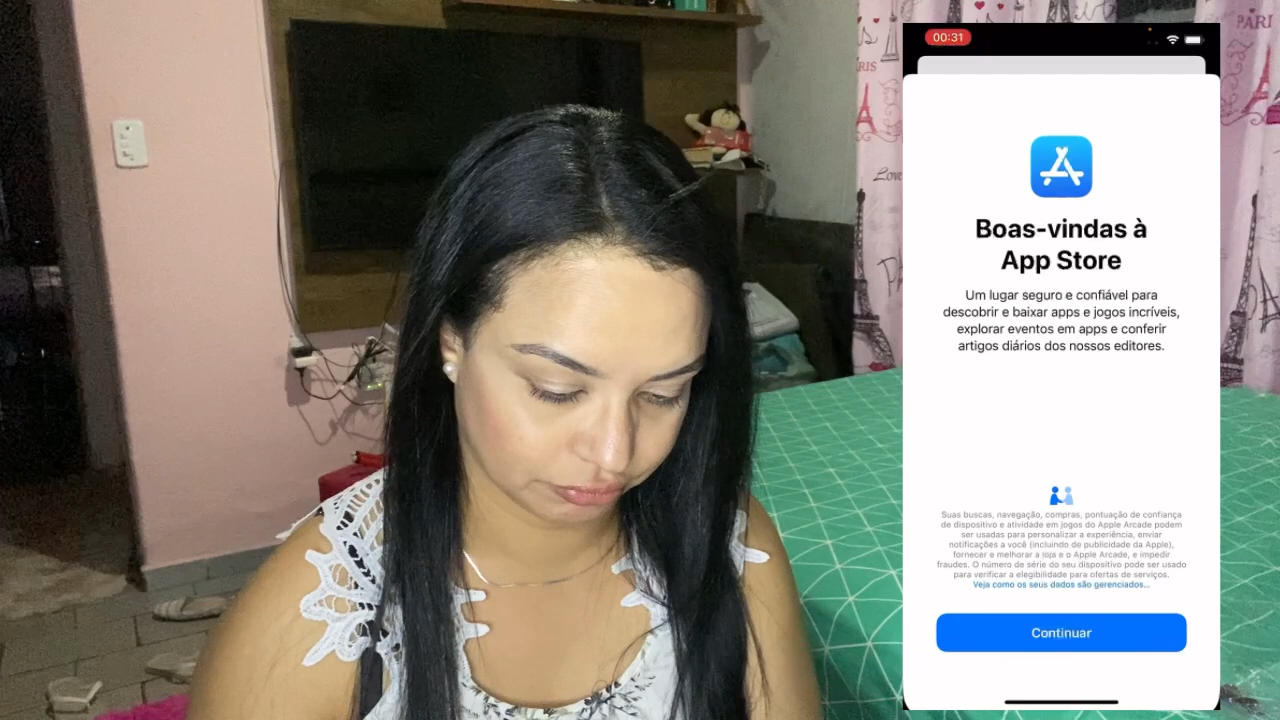 00:31
Boas-vindas à
App Store
Um lugar seguro e confiável para
descobrir e baixar apps e jogos incríveis,
explorar eventos em apps e conferir
artigos diários dos nossos editores.
Suas buscas, navegação, compras, pontuação de confiança
de dispositivo e atividade em jogos do Apple Arcade podem
ser usadas para personalizar a experiência, enviar
notificações a você (incluindo de publicidade da Apple),
fornecer e melhorar a loja e o Apple Arcade, e impedir
fraudes. O número de série do seu dispositivo pode ser usado
para verificar a elegibilidade para ofertas de serviços.
Veja como os seus dados são gerenciados...
Continuar
PARI
RIS
Love